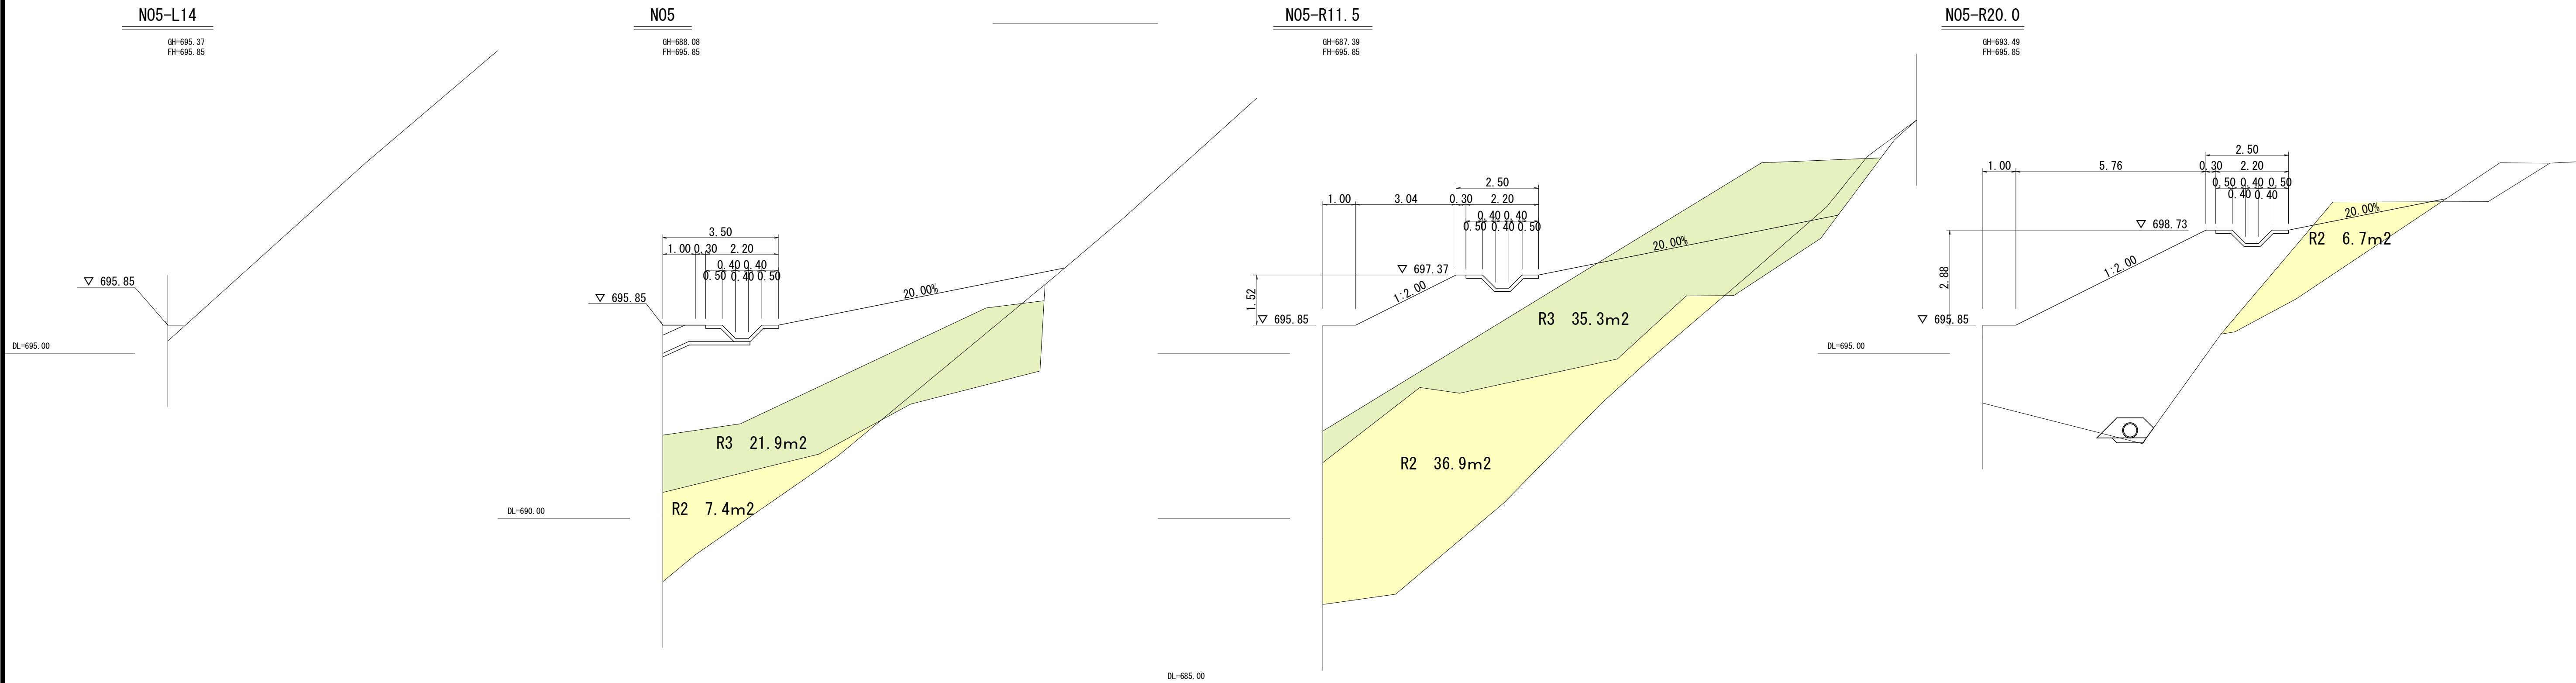 NO5-L14
GH=695.37
FH=695.85
▽ 695.85
DL=695.00
NO5
GH=688.08
FH=695.85
3.50
1.00 0.30 2.20
0.40 0.40
0.50 0.40 0.50
▽ 695.85
20.00%
R3 21.9m2
R2 7.4m2
DL=690.00
NO5-R11.5
GH=687.39
FH=695.85
2.50
1.00 3.04 0.30 2.20
0.40 0.40
0.50 0.40 0.50
▽ 697.37
20.00%
1:2.00
1.52
▽ 695.85
R3 35.3m2
R2 36.9m2
DL=685.00
NO5-R20.0
GH=693.49
FH=695.85
2.50
1.00 5.76 0.30 2.20
0.50 0.40 0.50
0.40 0.40
▽ 698.73
20.00%
R2 6.7m2
1:2.00
2.88
▽ 695.85
DL=695.00